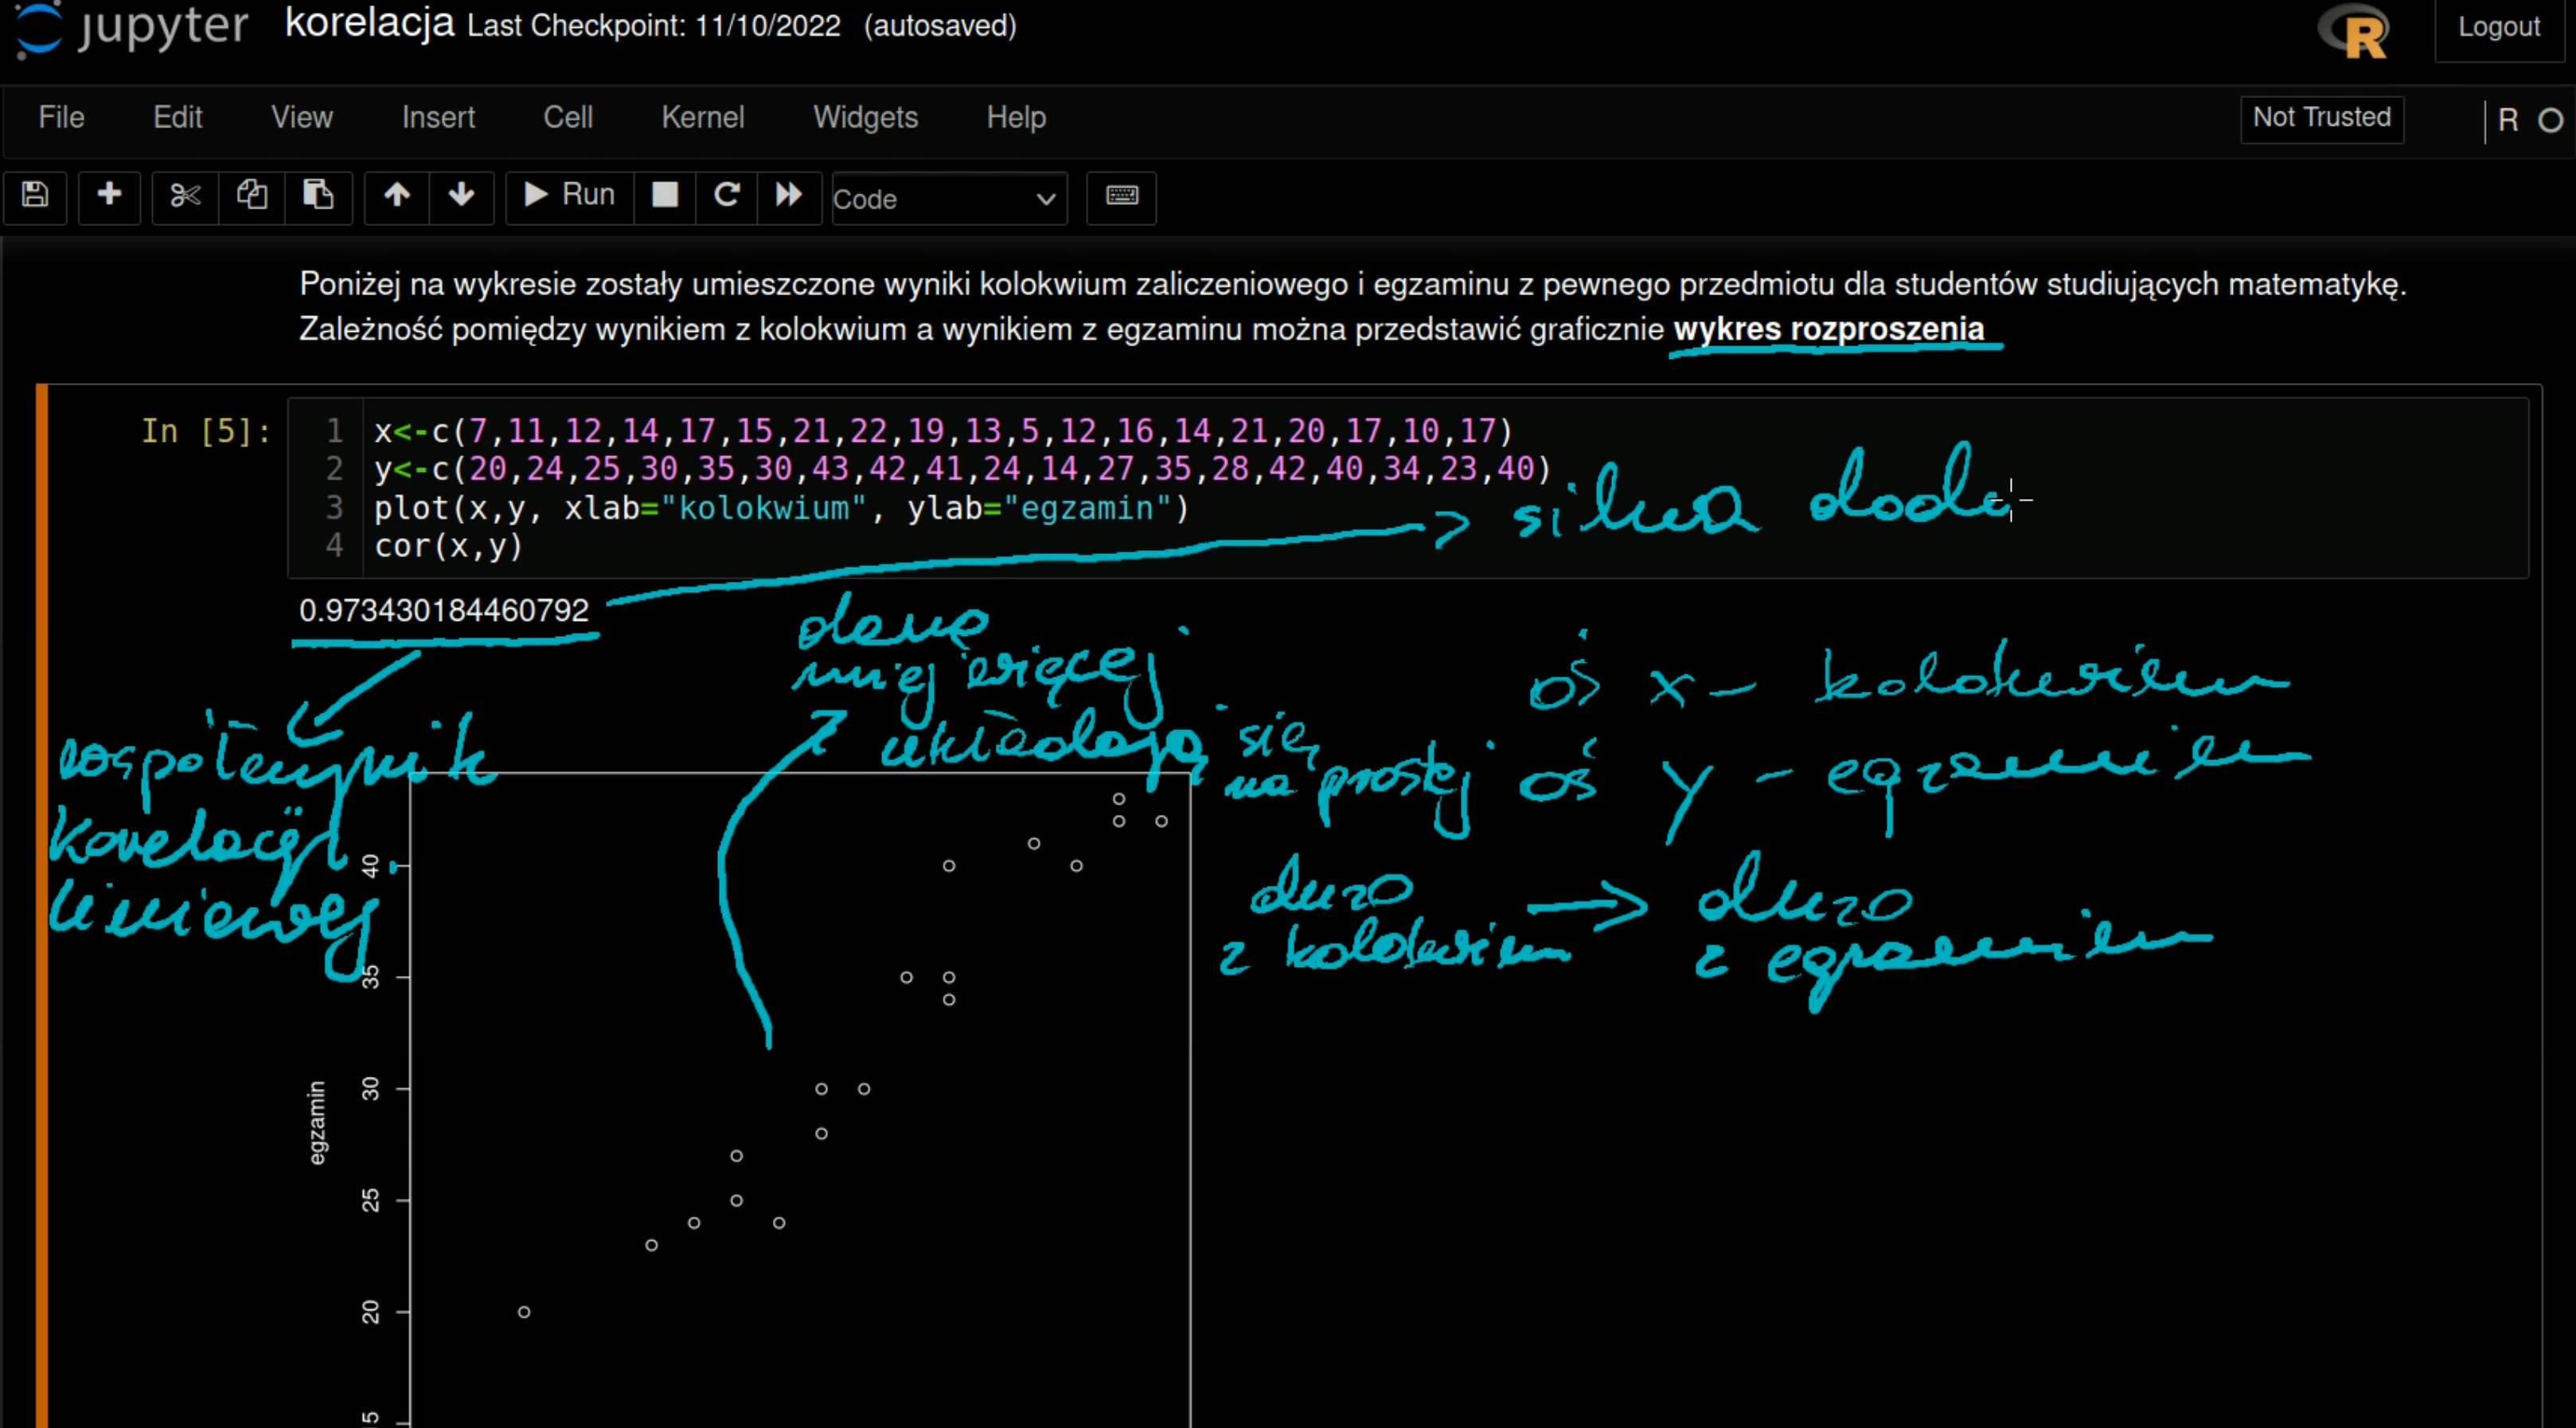 jupyter korelacja Last Checkpoint: 11/10/2022 (autosaved) R Logout
File Edit View Insert Cell Kernel Widgets Help Not Trusted R
Run Code
Poniżej na wykresie zostały umieszczone wyniki kolokwium zaliczeniowego i egzaminu z pewnego przedmiotu dla studentów studiujących matematykę.
Zależność pomiędzy wynikiem z kolokwium a wynikiem z egzaminu można przedstawić graficznie wykres rozproszenia
In [5]:
1 x<-c(7,11,12,14,17,15,21,22,19,13,5,12,16,14,21,20,17,10,17)
2 y<-c(20,24,25,30,35,30,43,42,41,24,14,27,35,28,42,40,34,23,40)
3 plot(x,y, xlab="kolokwium", ylab="egzamin")
4 cor(x,y)
silna doda
0.973430184460792
dane
mniej więcej
układają się
na prostej
oś x - kolokwium
oś y - egzamin
współczynnik
korelacji
liniowej
dużo
z kolokwium
dużo
z egzaminu
40
35
30
25
20
5
egzamin